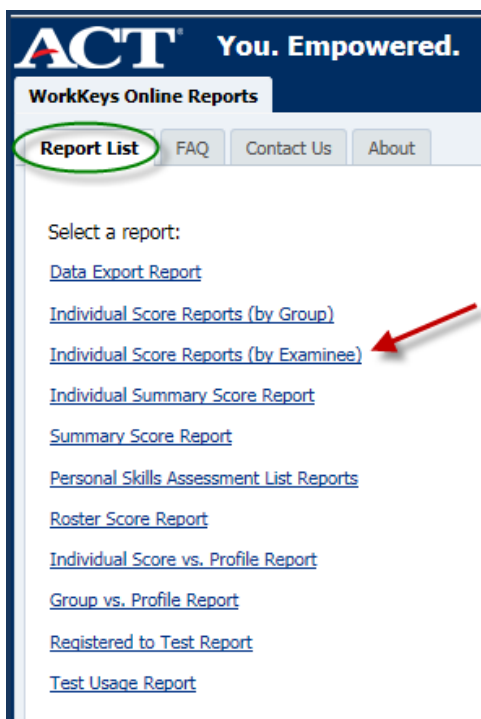 ACT® You. Empowered.
WorkKeys Online Reports
Report List FAQ Contact Us About
Select a report:
Data Export Report
Individual Score Reports (by Group)
Individual Score Reports (by Examinee)
Individual Summary Score Report
Summary Score Report
Personal Skills Assessment List Reports
Roster Score Report
Individual Score vs. Profile Report
Group vs. Profile Report
Registered to Test Report
Test Usage Report